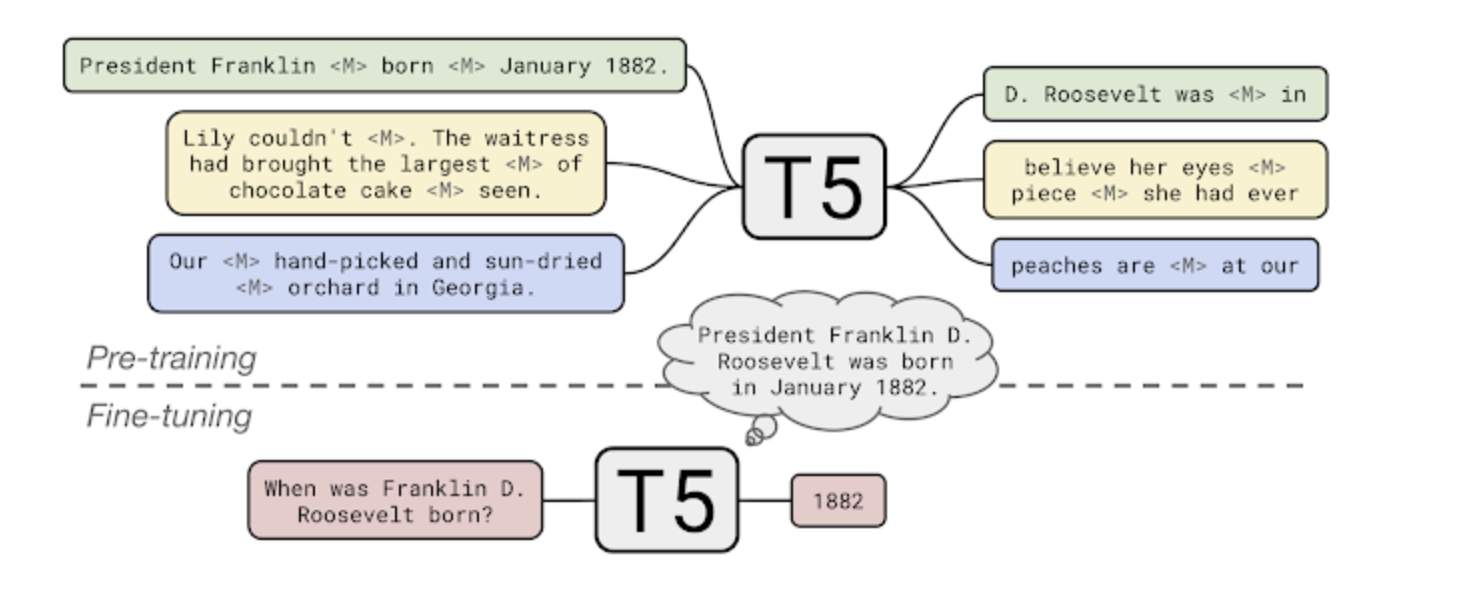 President Franklin <M> born <M> January 1882.
Lily couldn't <M>. The waitress
had brought the largest <M> of
chocolate cake <M> seen.
Our <M> hand-picked and sun-dried
<M> orchard in Georgia.
T5
D. Roosevelt was <M> in
believe her eyes <M>
piece <M> she had ever
peaches are <M> at our
Pre-training
President Franklin D.
Roosevelt was born
in January 1882.
Fine-tuning
When was Franklin D.
Roosevelt born?
T5
1882